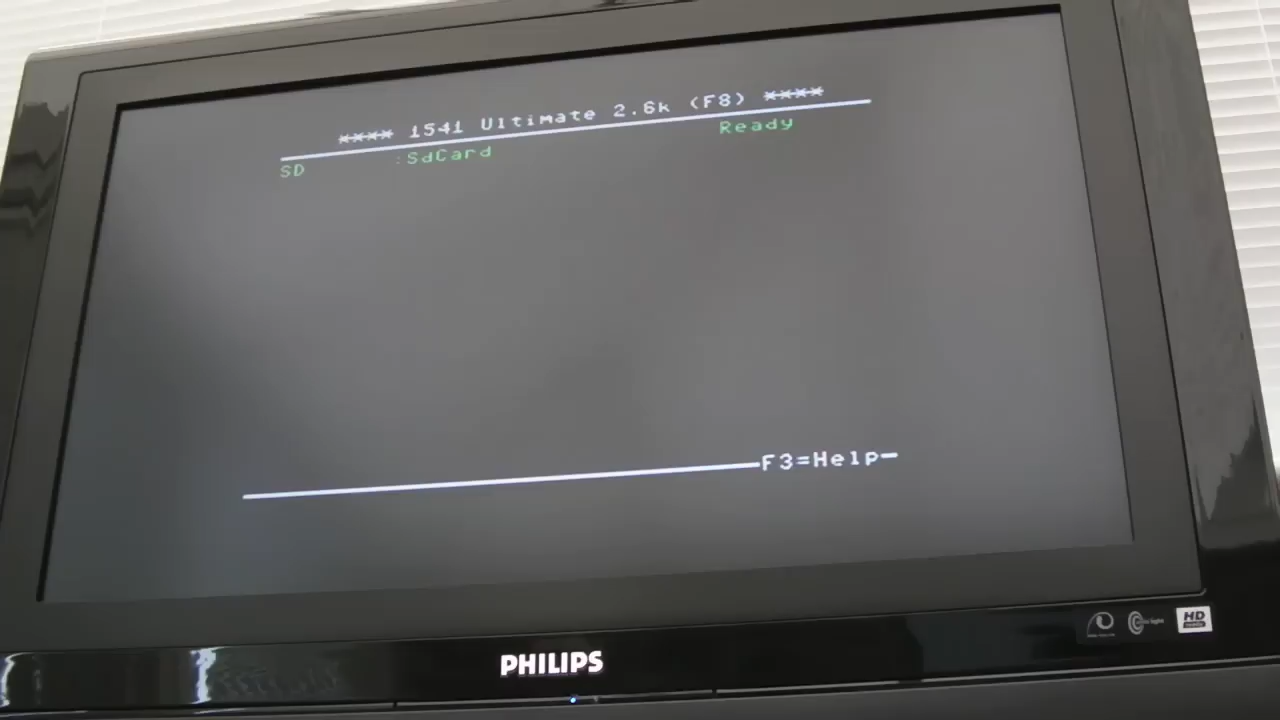 **** 1541 Ultimate 2.6k (F8) ****
SD :SdCard Ready
F3=Help
PHILIPS
HD